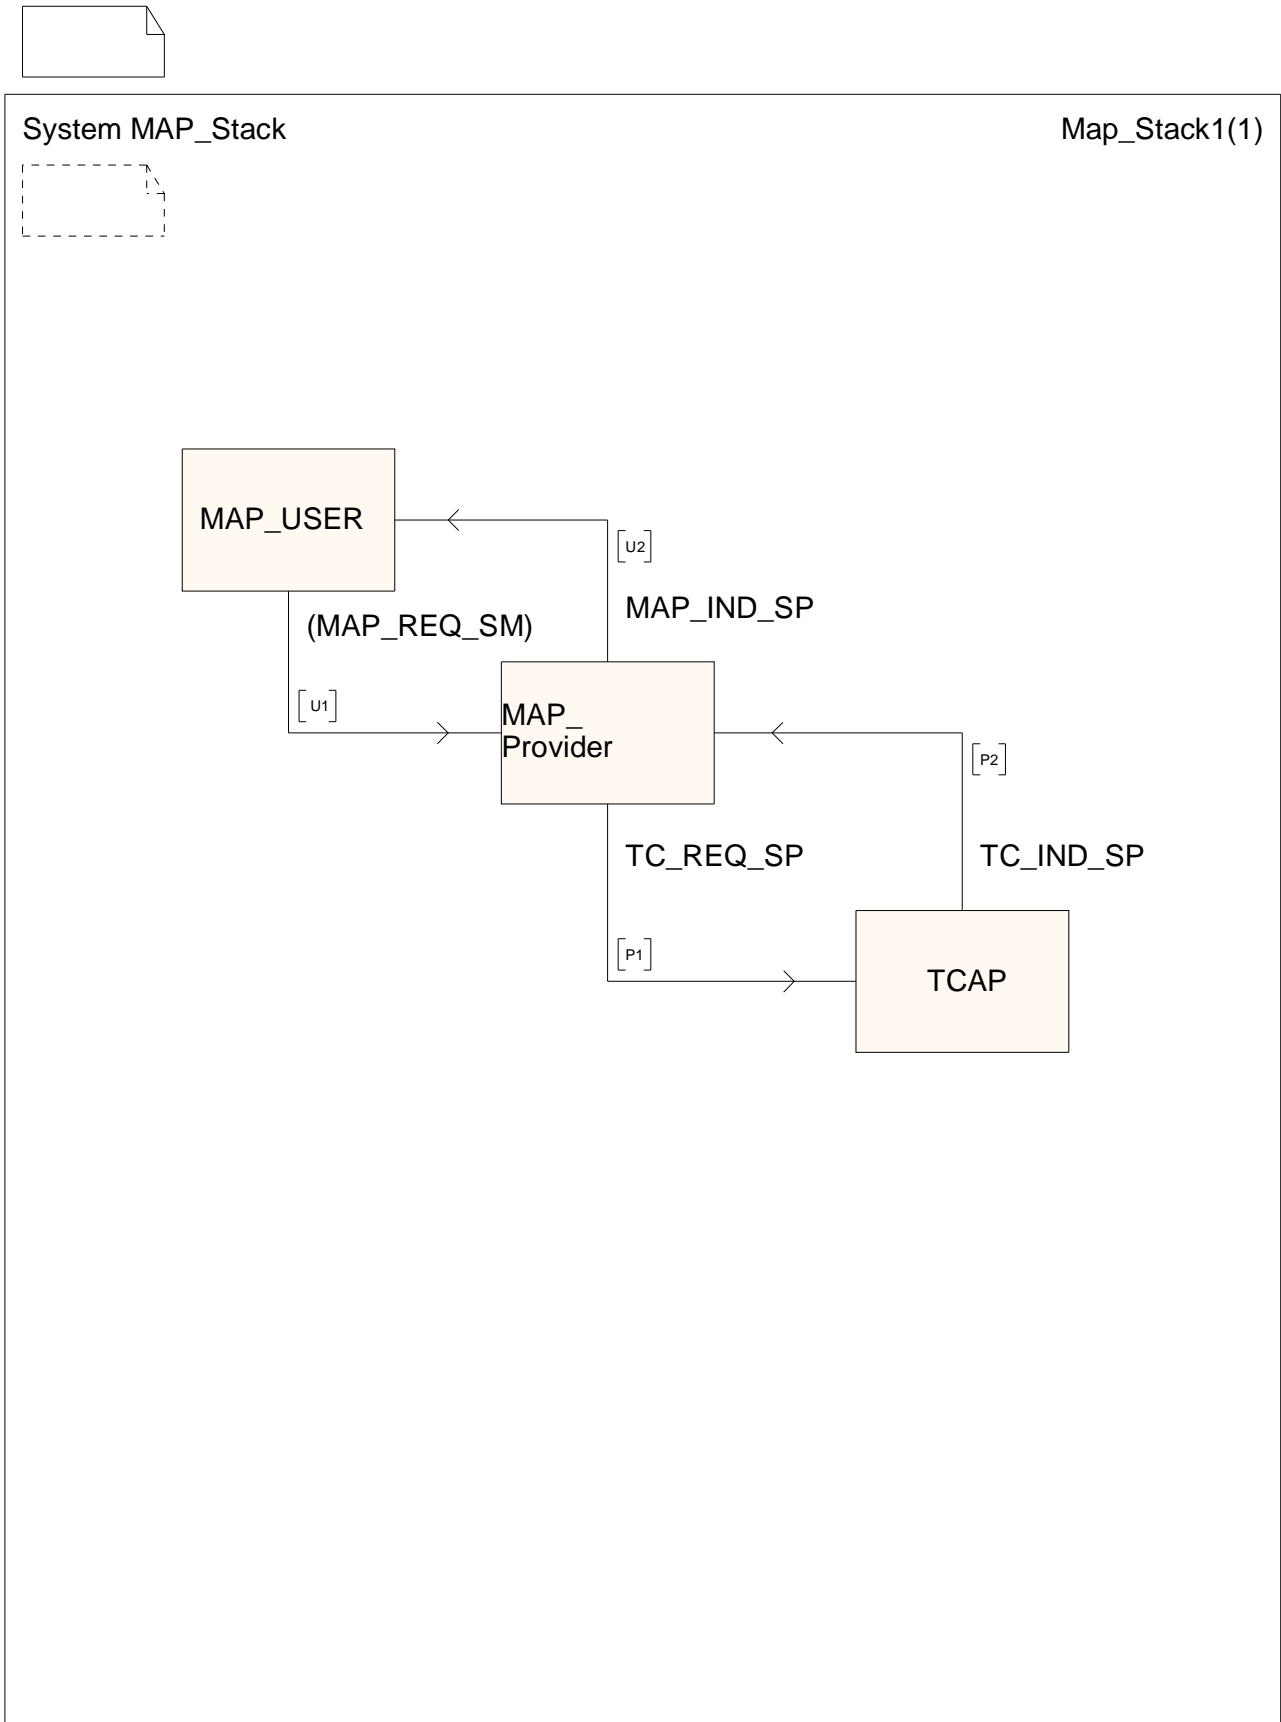 System MAP_Stack
Map_Stack1(1)
MAP_USER
[U2]
MAP_IND_SP
(MAP_REQ_SM)
[U1]
MAP_
Provider
[P2]
TC_REQ_SP
TC_IND_SP
[P1]
TCAP